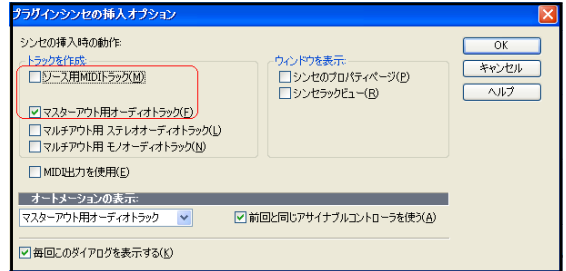 プラグインシンセの挿入オプション
シンセの挿入時の動作:
トラックを作成:
ソース用MIDIトラック(M)
マスターアウト用オーディオトラック(F)
マルチアウト用 ステレオオーディオトラック(L)
マルチアウト用 モノオーディオトラック(N)
MIDI出力を使用(E)
ウィンドウを表示:
シンセのプロパティページ(P)
シンセラックビュー(R)
OK
キャンセル
ヘルプ
オートメーションの表示:
マスターアウト用オーディオトラック
前回と同じアサイナブルコントローラを使う(A)
毎回このダイアログを表示する(K)